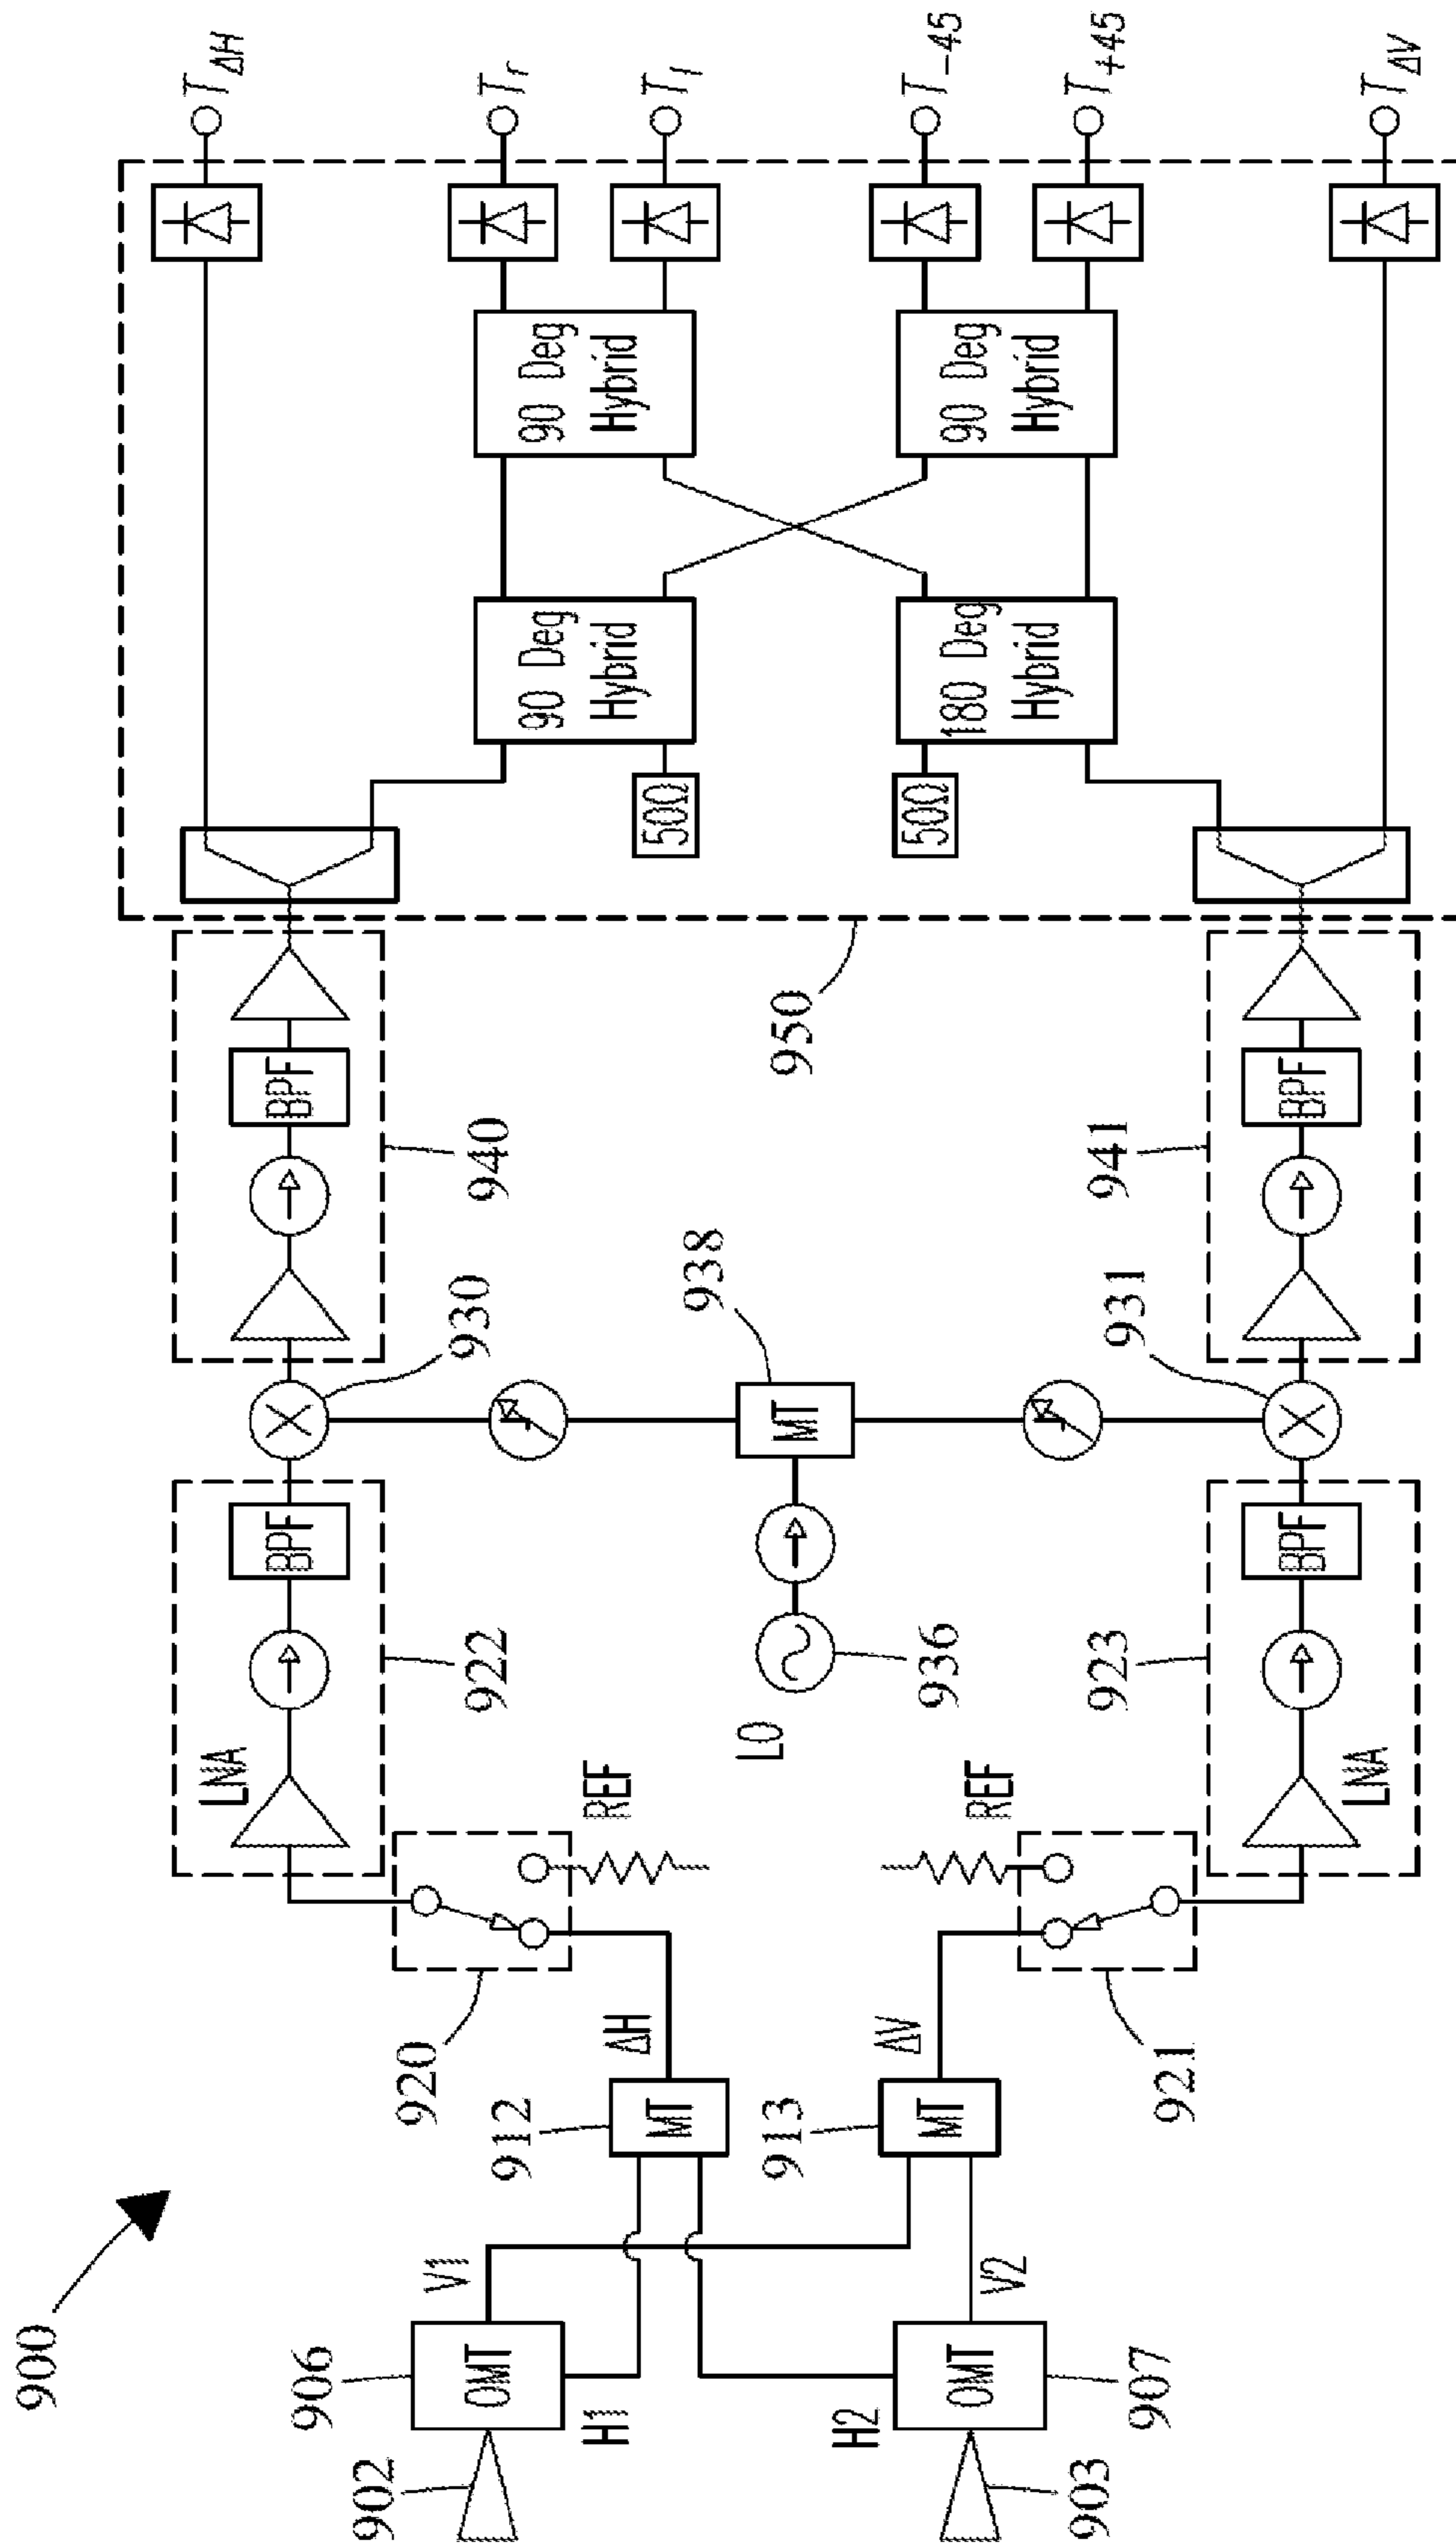 900
902
906
OMT
V1
H1
903
907
OMT
V2
H2
912
MT
ΔH
913
MT
ΔV
920
REF
921
REF
LNA
BPF
922
LNA
BPF
923
LO
936
MT
938
930
931
BPF
940
BPF
941
950
50Ω
50Ω
90 Deg
Hybrid
180 Deg
Hybrid
90 Deg
Hybrid
90 Deg
Hybrid
TΔH
Tr
Tl
T−45
T+45
TΔV